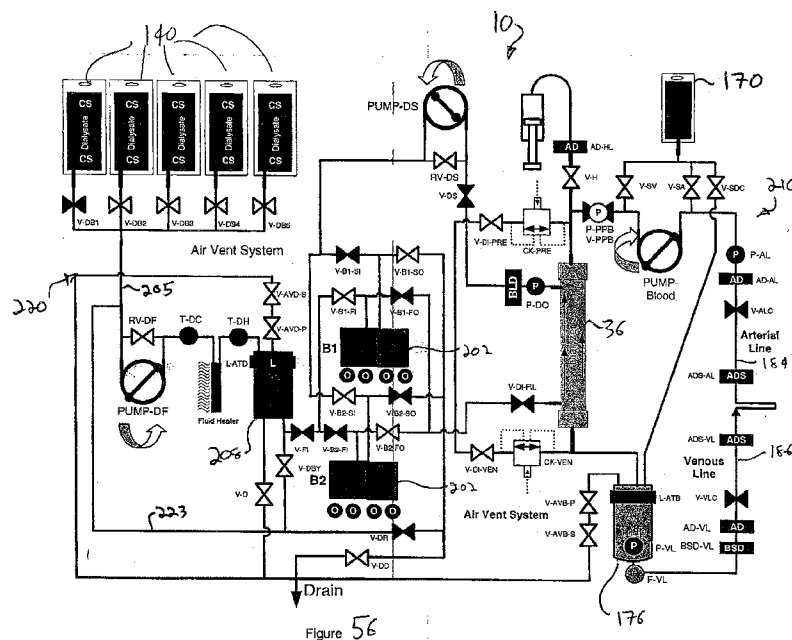 140
10
170
CS Dialysate CS
CS Dialysate CS
CS Dialysate CS
CS Dialysate CS
CS Dialysate CS
PUMP-DS
AD
AD-HL
RV-DS
V-H
V-DS
V-SV
V-SA
V-SDC
210
V-DB1
V-DB2
V-DB3
V-DB4
V-DB5
Air Vent System
V-DI-PRE
CK-PRE
P
P-PPB
V-PPB
PUMP-Blood
P
P-AL
AD
AD-AL
V-ALC
Arterial Line
184
220
205
V-AVD-S
V-AVD-P
V-B1-SI
V-B1-SO
V-B1-FI
V-B1-FO
BLD
P
P-DO
36
RV-DF
T-DC
T-DH
L-ATD
L
B1
202
O O O O
PUMP-DF
Fluid Heater
208
V-B2-SI
V-B2-SO
V-DI-FIL
ADS-AL
ADS
ADS-VL
ADS
Venous Line
186
V-FI
V-B2-FI
V-B2-FO
V-DI-VEN
CK-VEN
V-DBY
B2
202
O O O O
V-D
223
V-DR
V-DD
Drain
Air Vent System
V-AVB-P
V-AVB-S
L-ATB
P
P-VL
F-VL
176
V-VLC
AD-VL
AD
BSD-VL
BSD
Figure 56